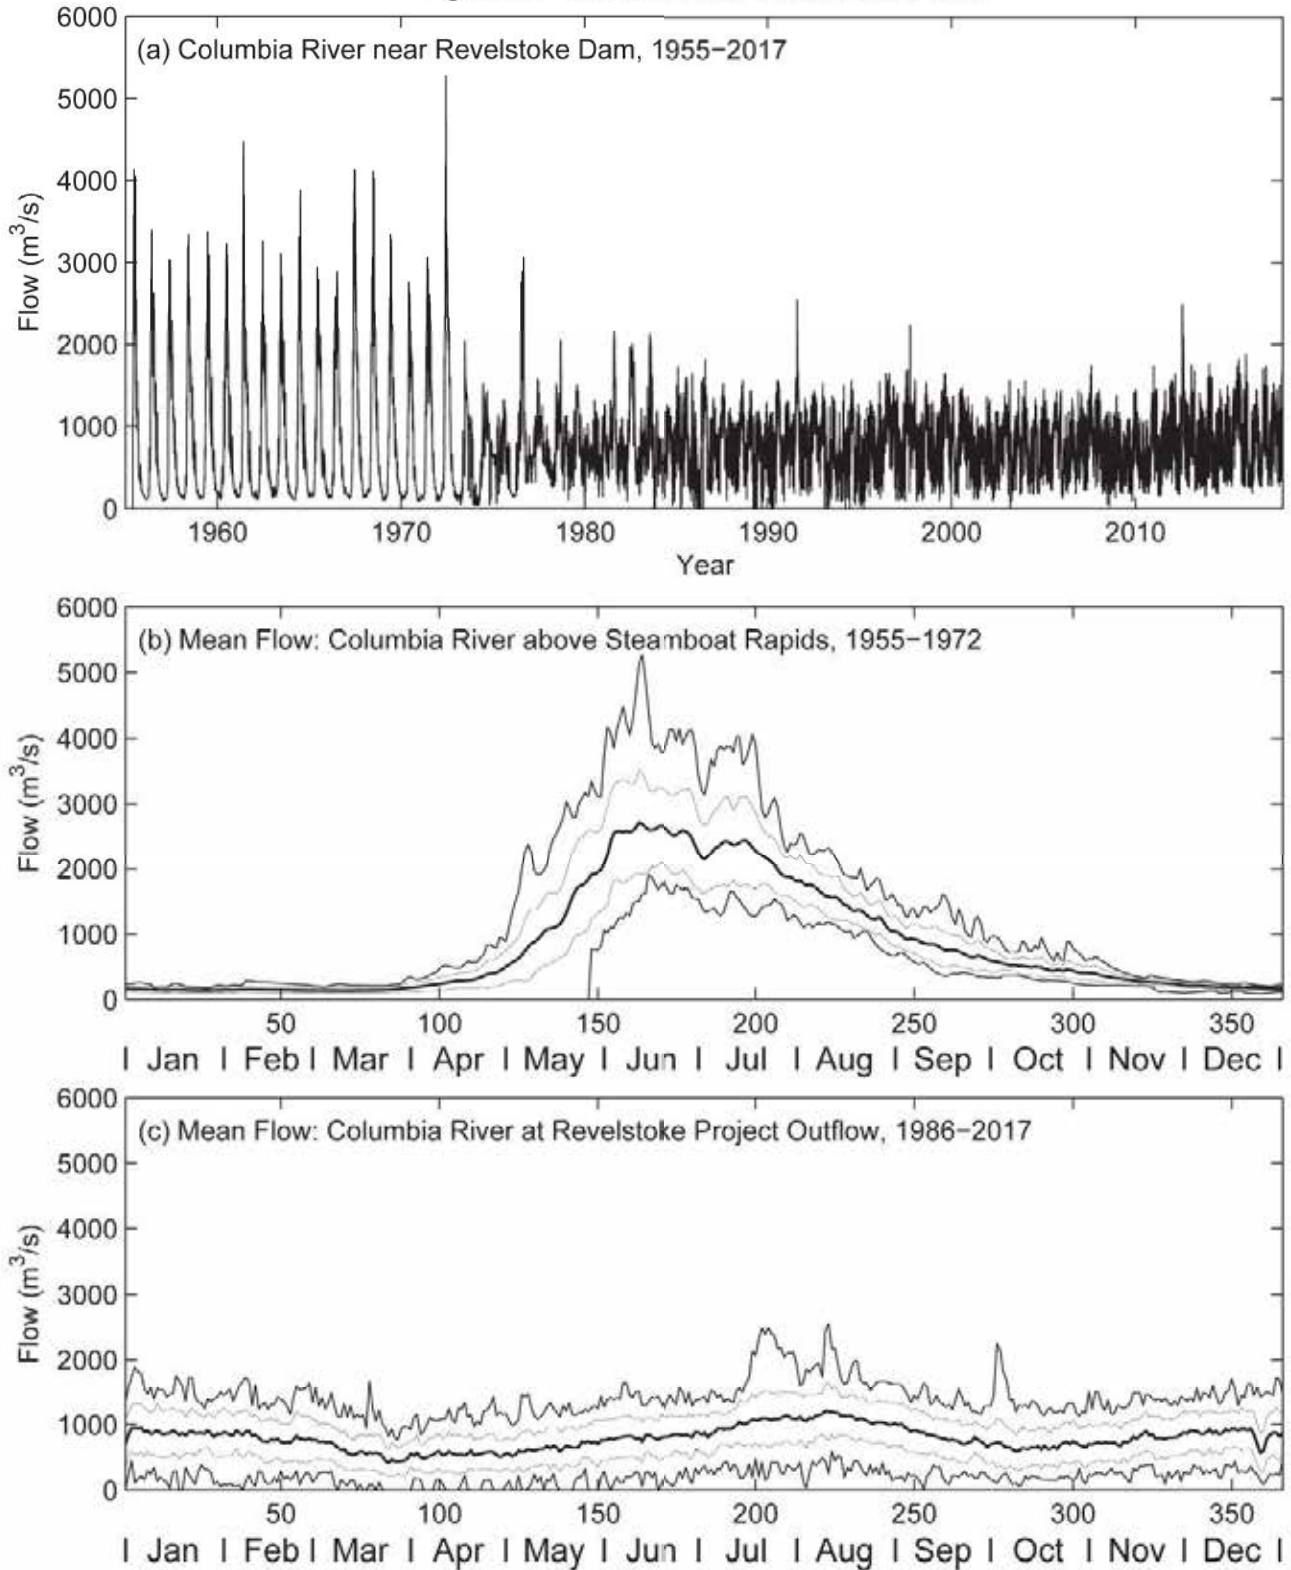 6000
(a) Columbia River near Revelstoke Dam, 1955−2017
5000
4000
3000
2000
1000
0
Flow (m³/s)
1960 1970 1980 1990 2000 2010
Year
6000
(b) Mean Flow: Columbia River above Steamboat Rapids, 1955−1972
5000
4000
3000
2000
1000
0
Flow (m³/s)
50 100 150 200 250 300 350
I Jan I Feb I Mar I Apr I May I Jun I Jul I Aug I Sep I Oct I Nov I Dec I
6000
(c) Mean Flow: Columbia River at Revelstoke Project Outflow, 1986−2017
5000
4000
3000
2000
1000
0
Flow (m³/s)
50 100 150 200 250 300 350
I Jan I Feb I Mar I Apr I May I Jun I Jul I Aug I Sep I Oct I Nov I Dec I